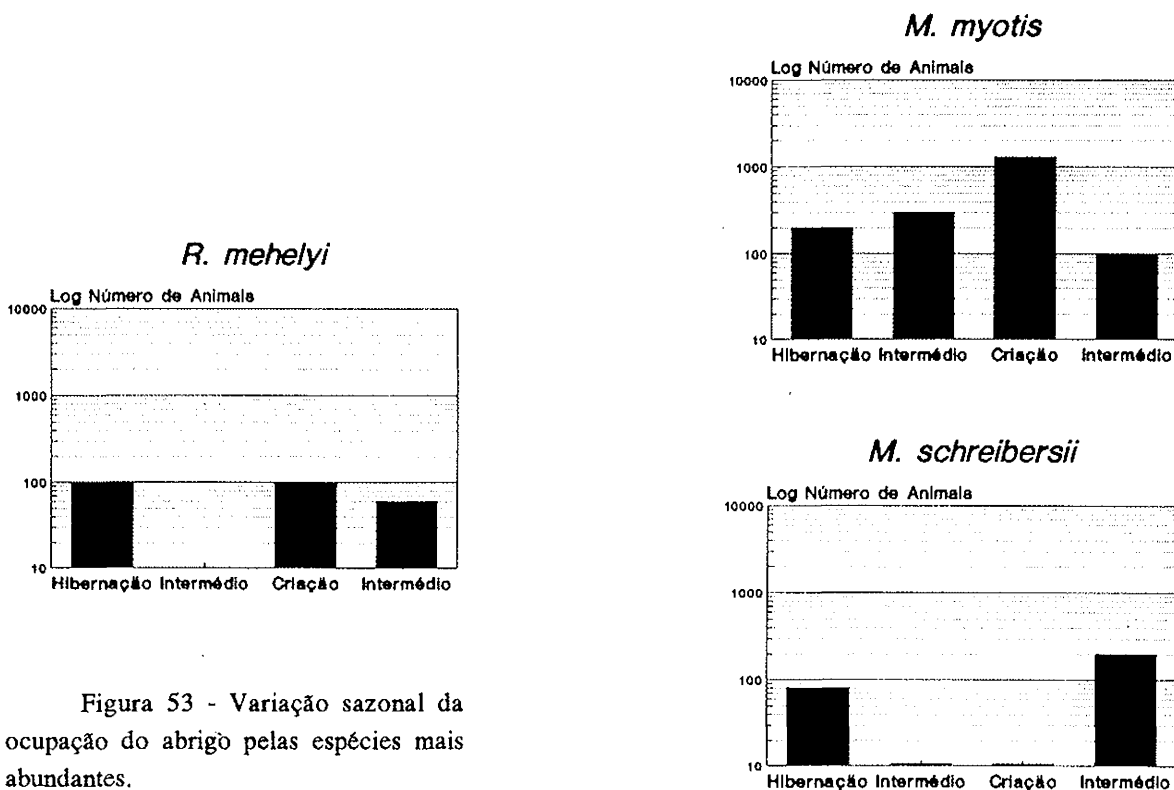 M. myotis
Log Número de Animais
10000
1000
100
10
Hibernação Intermédio Criação Intermédio
R. mehelyi
Log Número de Animais
10000
1000
100
10
Hibernação Intermédio Criação Intermédio
M. schreibersii
Log Número de Animais
10000
1000
100
10
Hibernação Intermédio Criação Intermédio
Figura 53 - Variação sazonal da
ocupação do abrigo pelas espécies mais
abundantes.